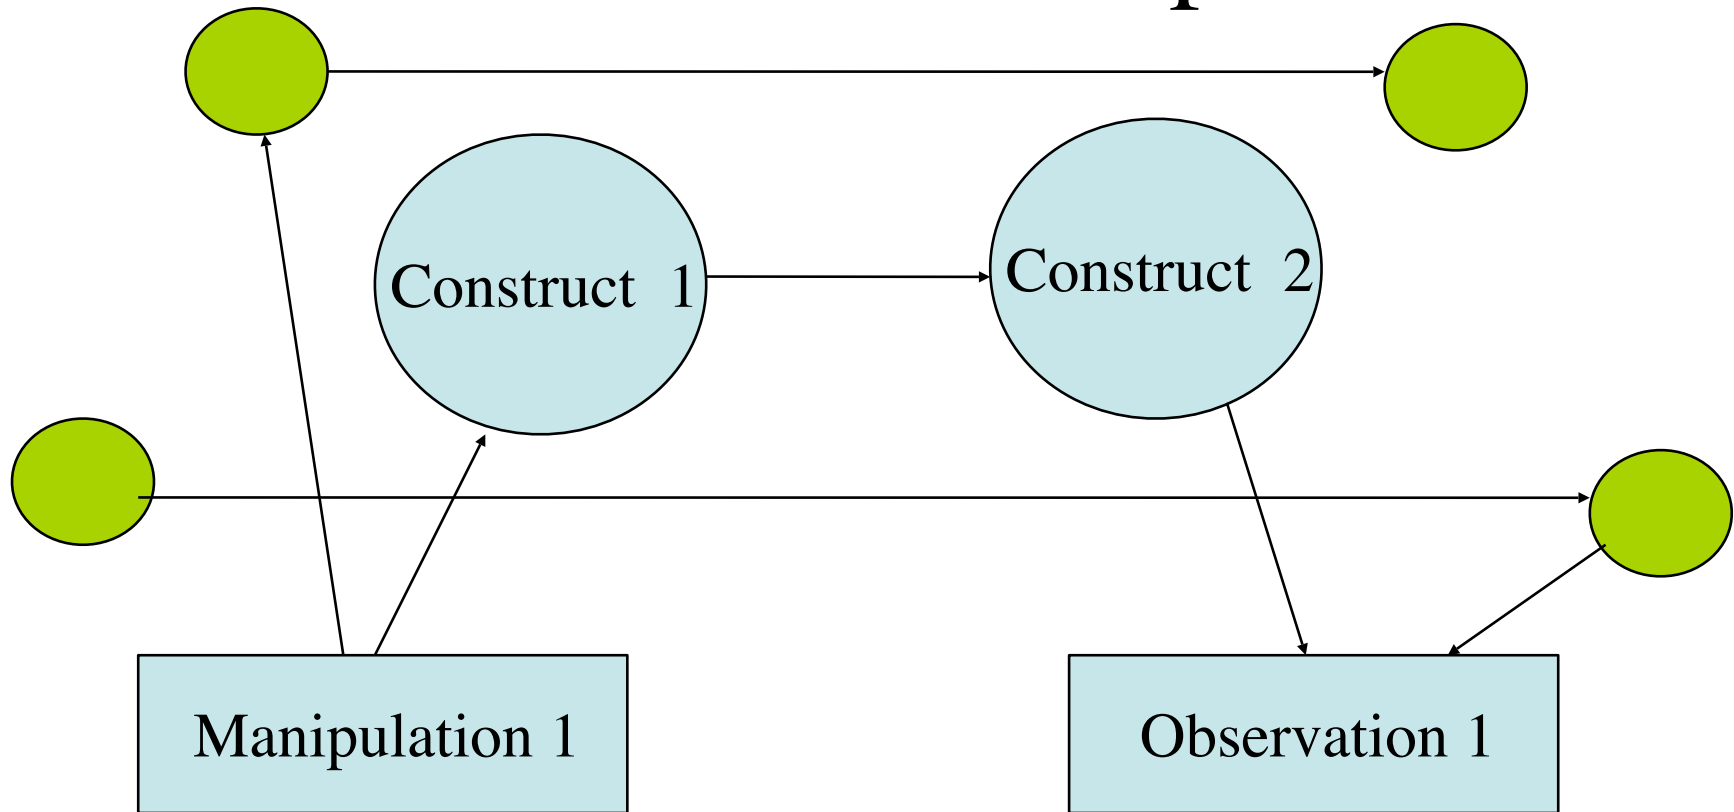 Construct 1
Construct 2
Manipulation 1
Observation 1